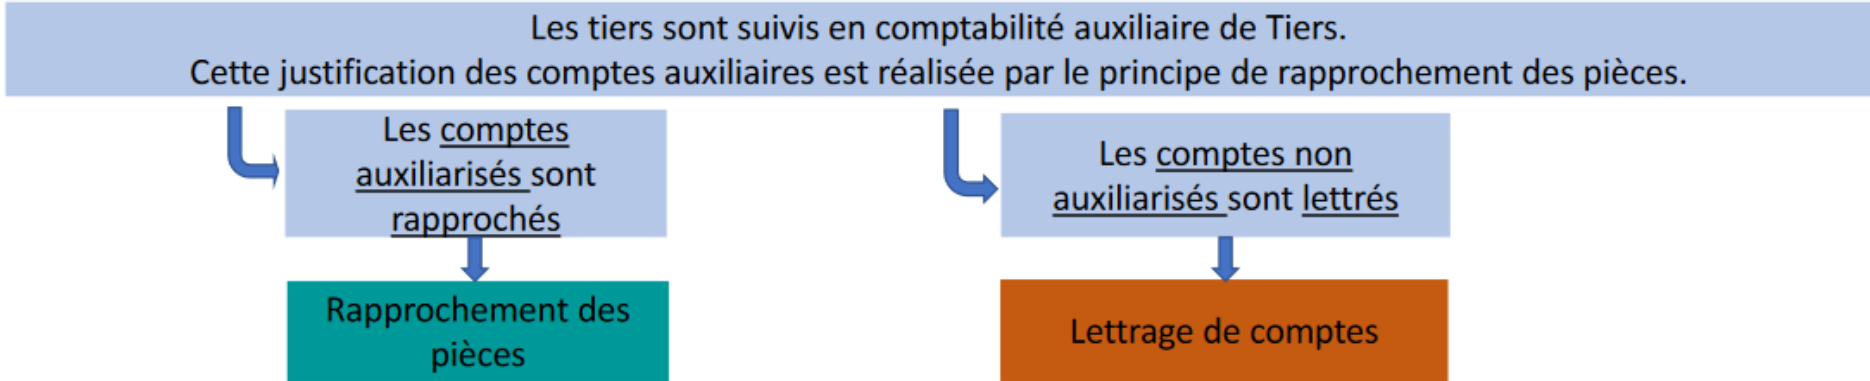 Les tiers sont suivis en comptabilité auxiliaire de Tiers.
Cette justification des comptes auxiliaires est réalisée par le principe de rapprochement des pièces.
Les comptes
auxiliarisés sont
rapprochés
Les comptes non
auxiliarisés sont lettrés
Rapprochement des
pièces
Lettrage de comptes